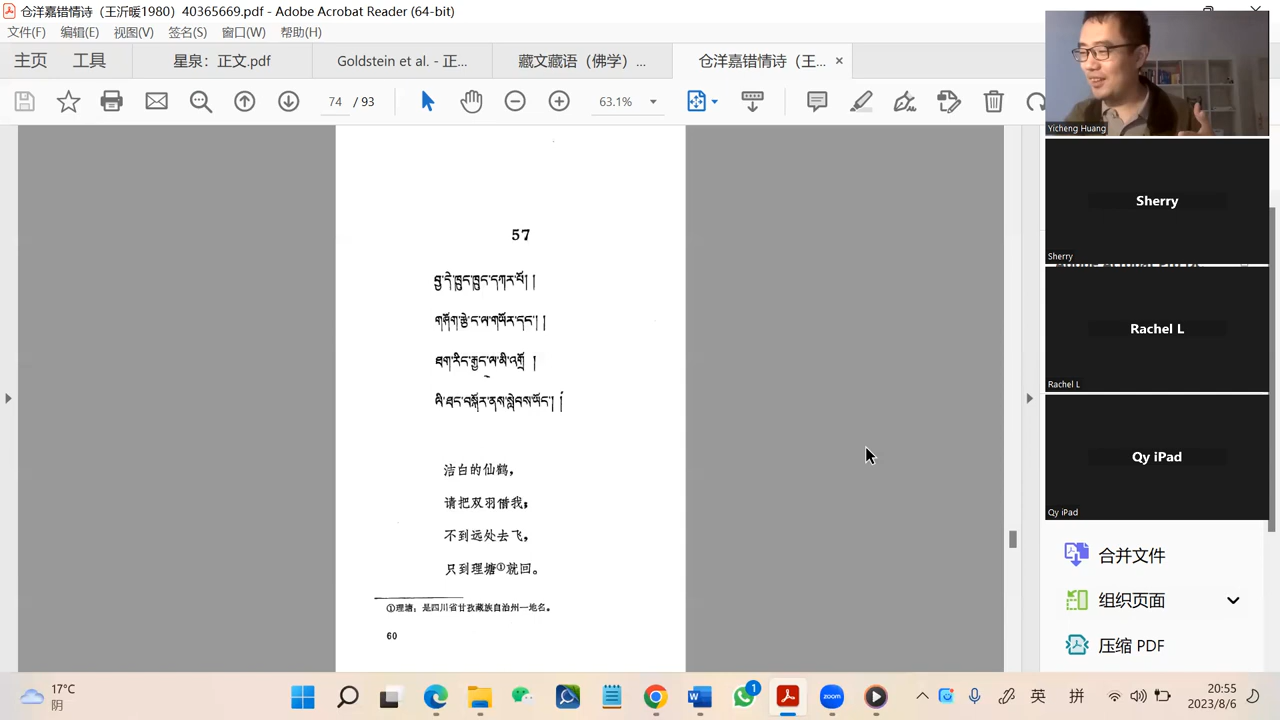 仓洋嘉错情诗（王沂暖1980）40365669.pdf - Adobe Acrobat Reader (64-bit)
文件(F) 编辑(E) 视图(V) 签名(S) 窗口(W) 帮助(H)
主页 工具 星泉：正文.pdf Goldstein et al. - 正... 藏文藏语（佛学）... 仓洋嘉错情诗（王... ×
74 / 93 63.1%
57
བྱ་དེ་ཁྲུང་ཁྲུང་དཀར་པོ། །
གཤོག་རྩེ་ང་ལ་གཡོར་དང་། །
ཐག་རིང་རྒྱང་ལ་མི་འགྲོ །
ལི་ཐང་བསྐོར་ནས་སླེབས་ཡོང་། །
洁白的仙鹤，
请把双羽借我；
不到远处去飞，
只到理塘①就回。
①理塘：是四川省甘孜藏族自治州一地名。
60
Yicheng Huang
Sherry
Sherry
Rachel L
Rachel L
Qy iPad
Qy iPad
合并文件
组织页面
压缩 PDF
17°C
阴
1
zoom
英 拼
20:55
2023/8/6